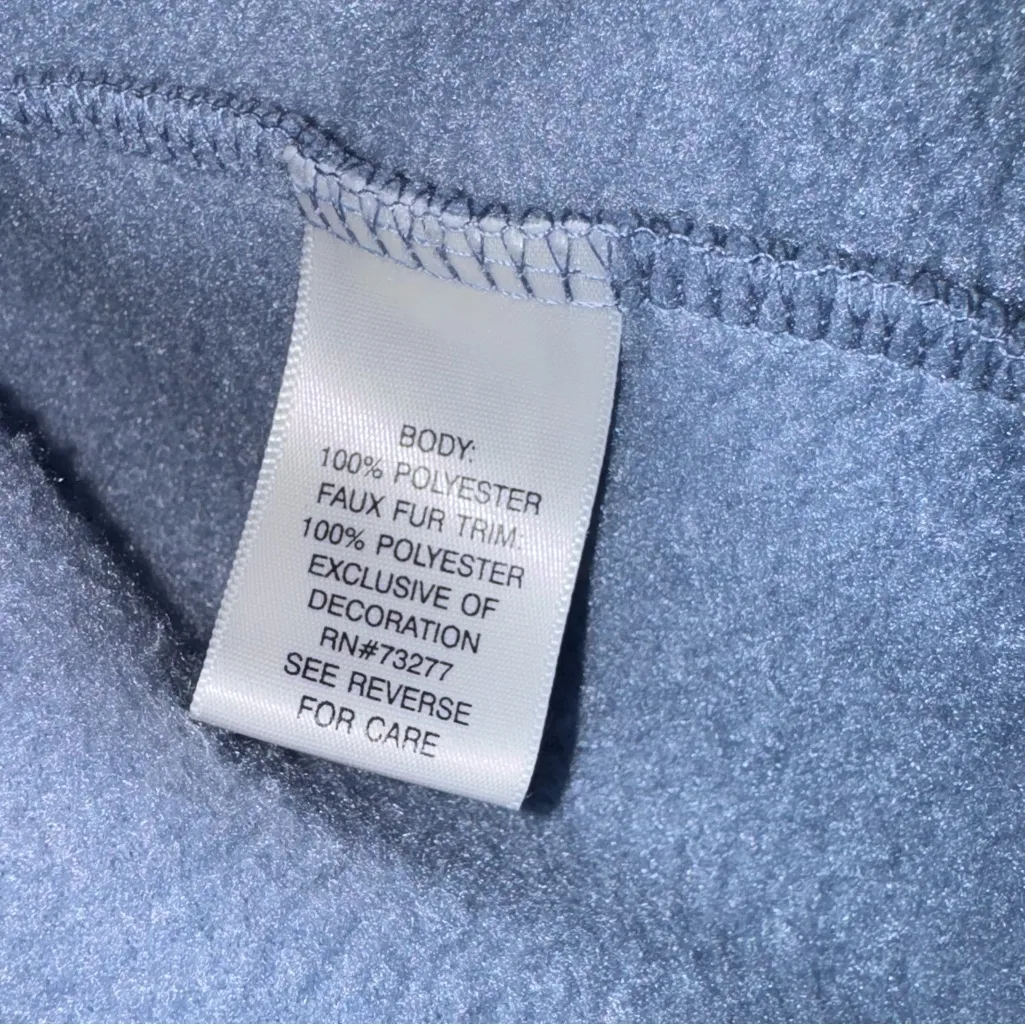 BODY:
100% POLYESTER
FAUX FUR TRIM:
100% POLYESTER
EXCLUSIVE OF
DECORATION
RN#73277
SEE REVERSE
FOR CARE